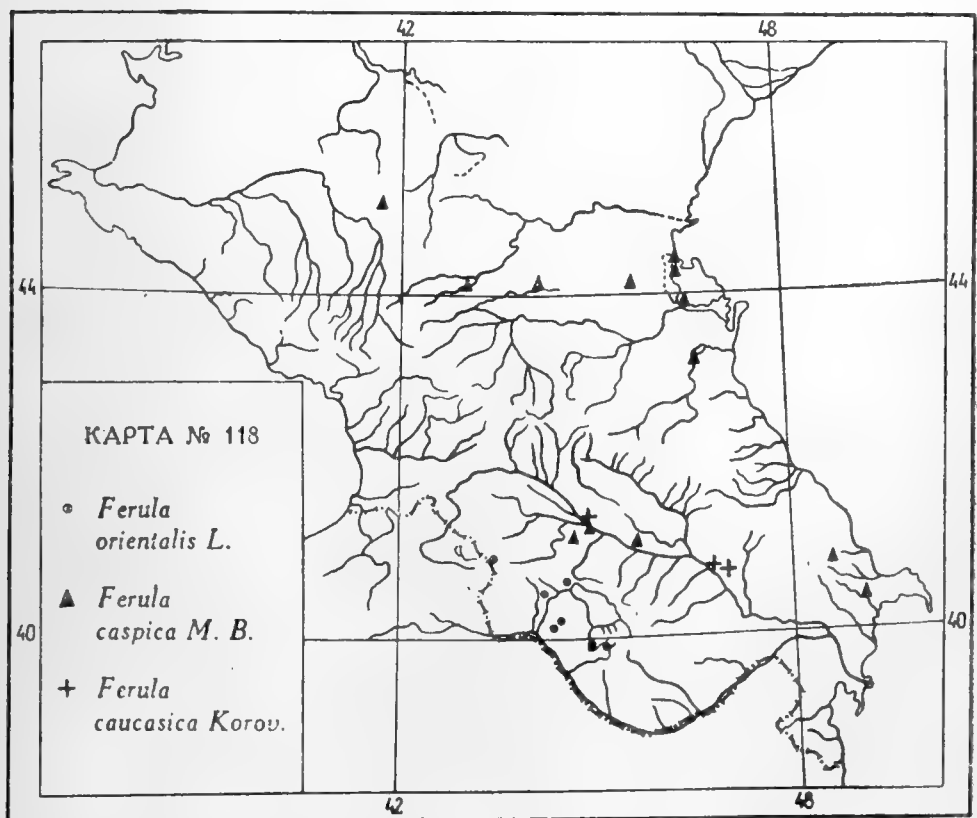 42 48
44 44
КАРТА № 118
Ferula
orientalis L.
Ferula
caspica M. B.
Ferula
caucasica Korov.
40 40
42 48